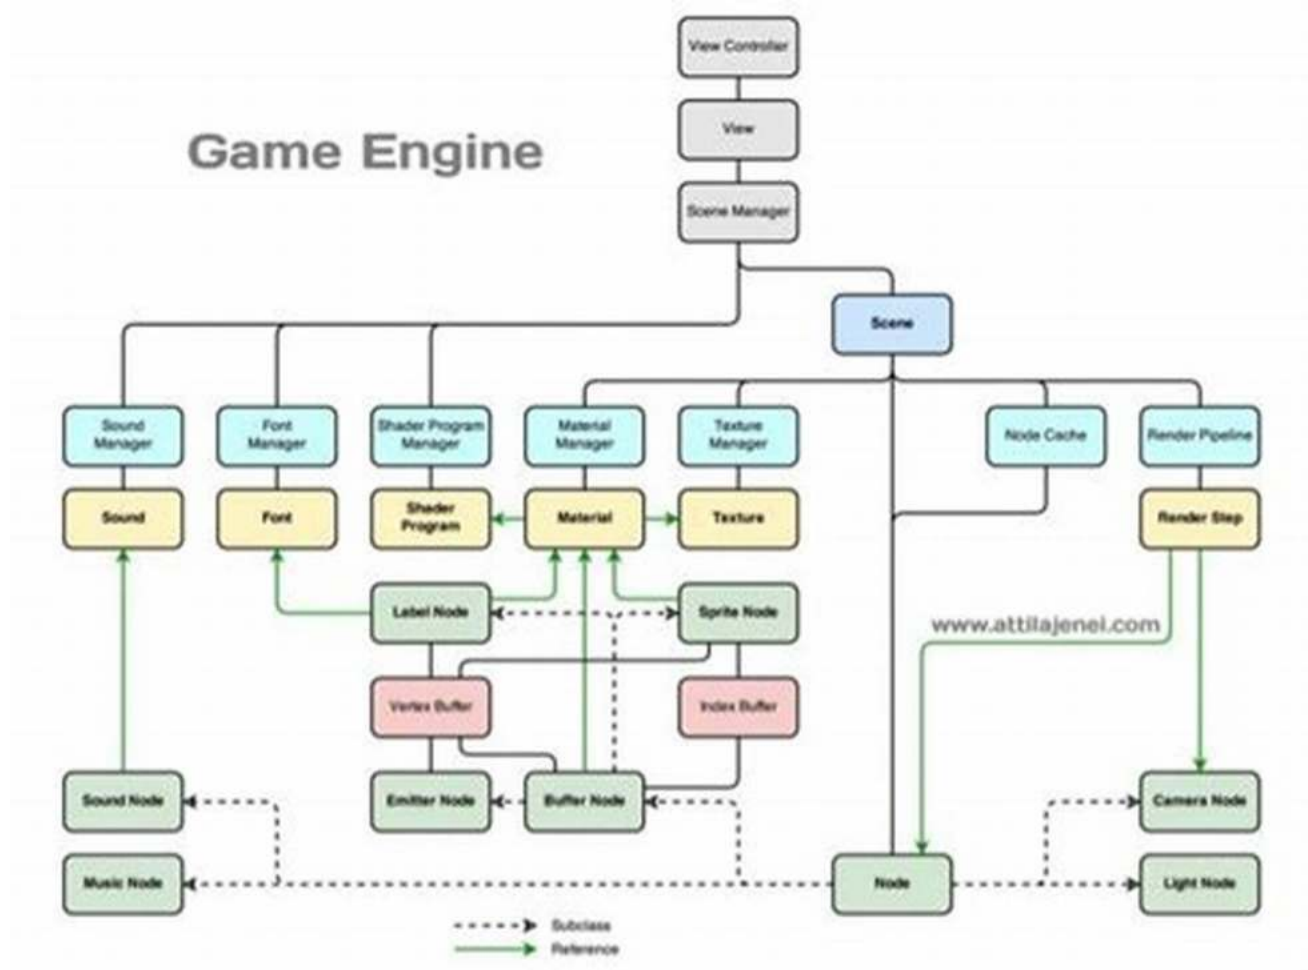 View Controller
Game Engine
View
Scene Manager
Scene
Sound
Manager
Font
Manager
Shader Program
Manager
Material
Manager
Texture
Manager
Node Cache
Render Pipeline
Sound
Font
Shader
Program
Material
Texture
Render Step
Label Node
Sprite Node
www.attilajenei.com
Vertex Buffer
Index Buffer
Sound Node
Emitter Node
Buffer Node
Camera Node
Music Node
Node
Light Node
Subclass
Reference